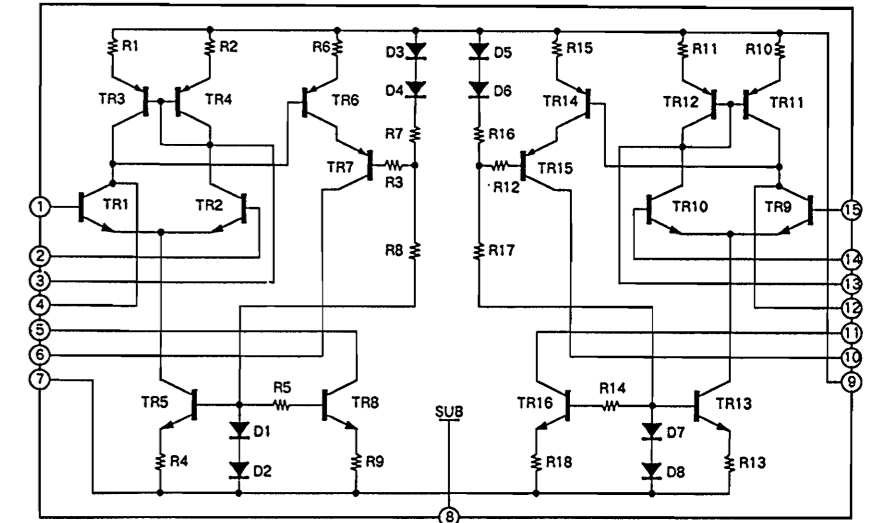 R1 R2 R6 D3 D5 R15 R11 R10
TR3 TR4 TR6 D4 D6 TR14 TR12 TR11
R7 R16
TR7 R3 R12 TR15
1 TR1 TR2 TR10 TR9 15
2 R8 R17 14
3 13
4 12
5 11
6 10
7 9
TR5 R5 TR8 SUB TR16 R14 TR13
D1 D7
R4 D2 R9 R18 D8 R13
8